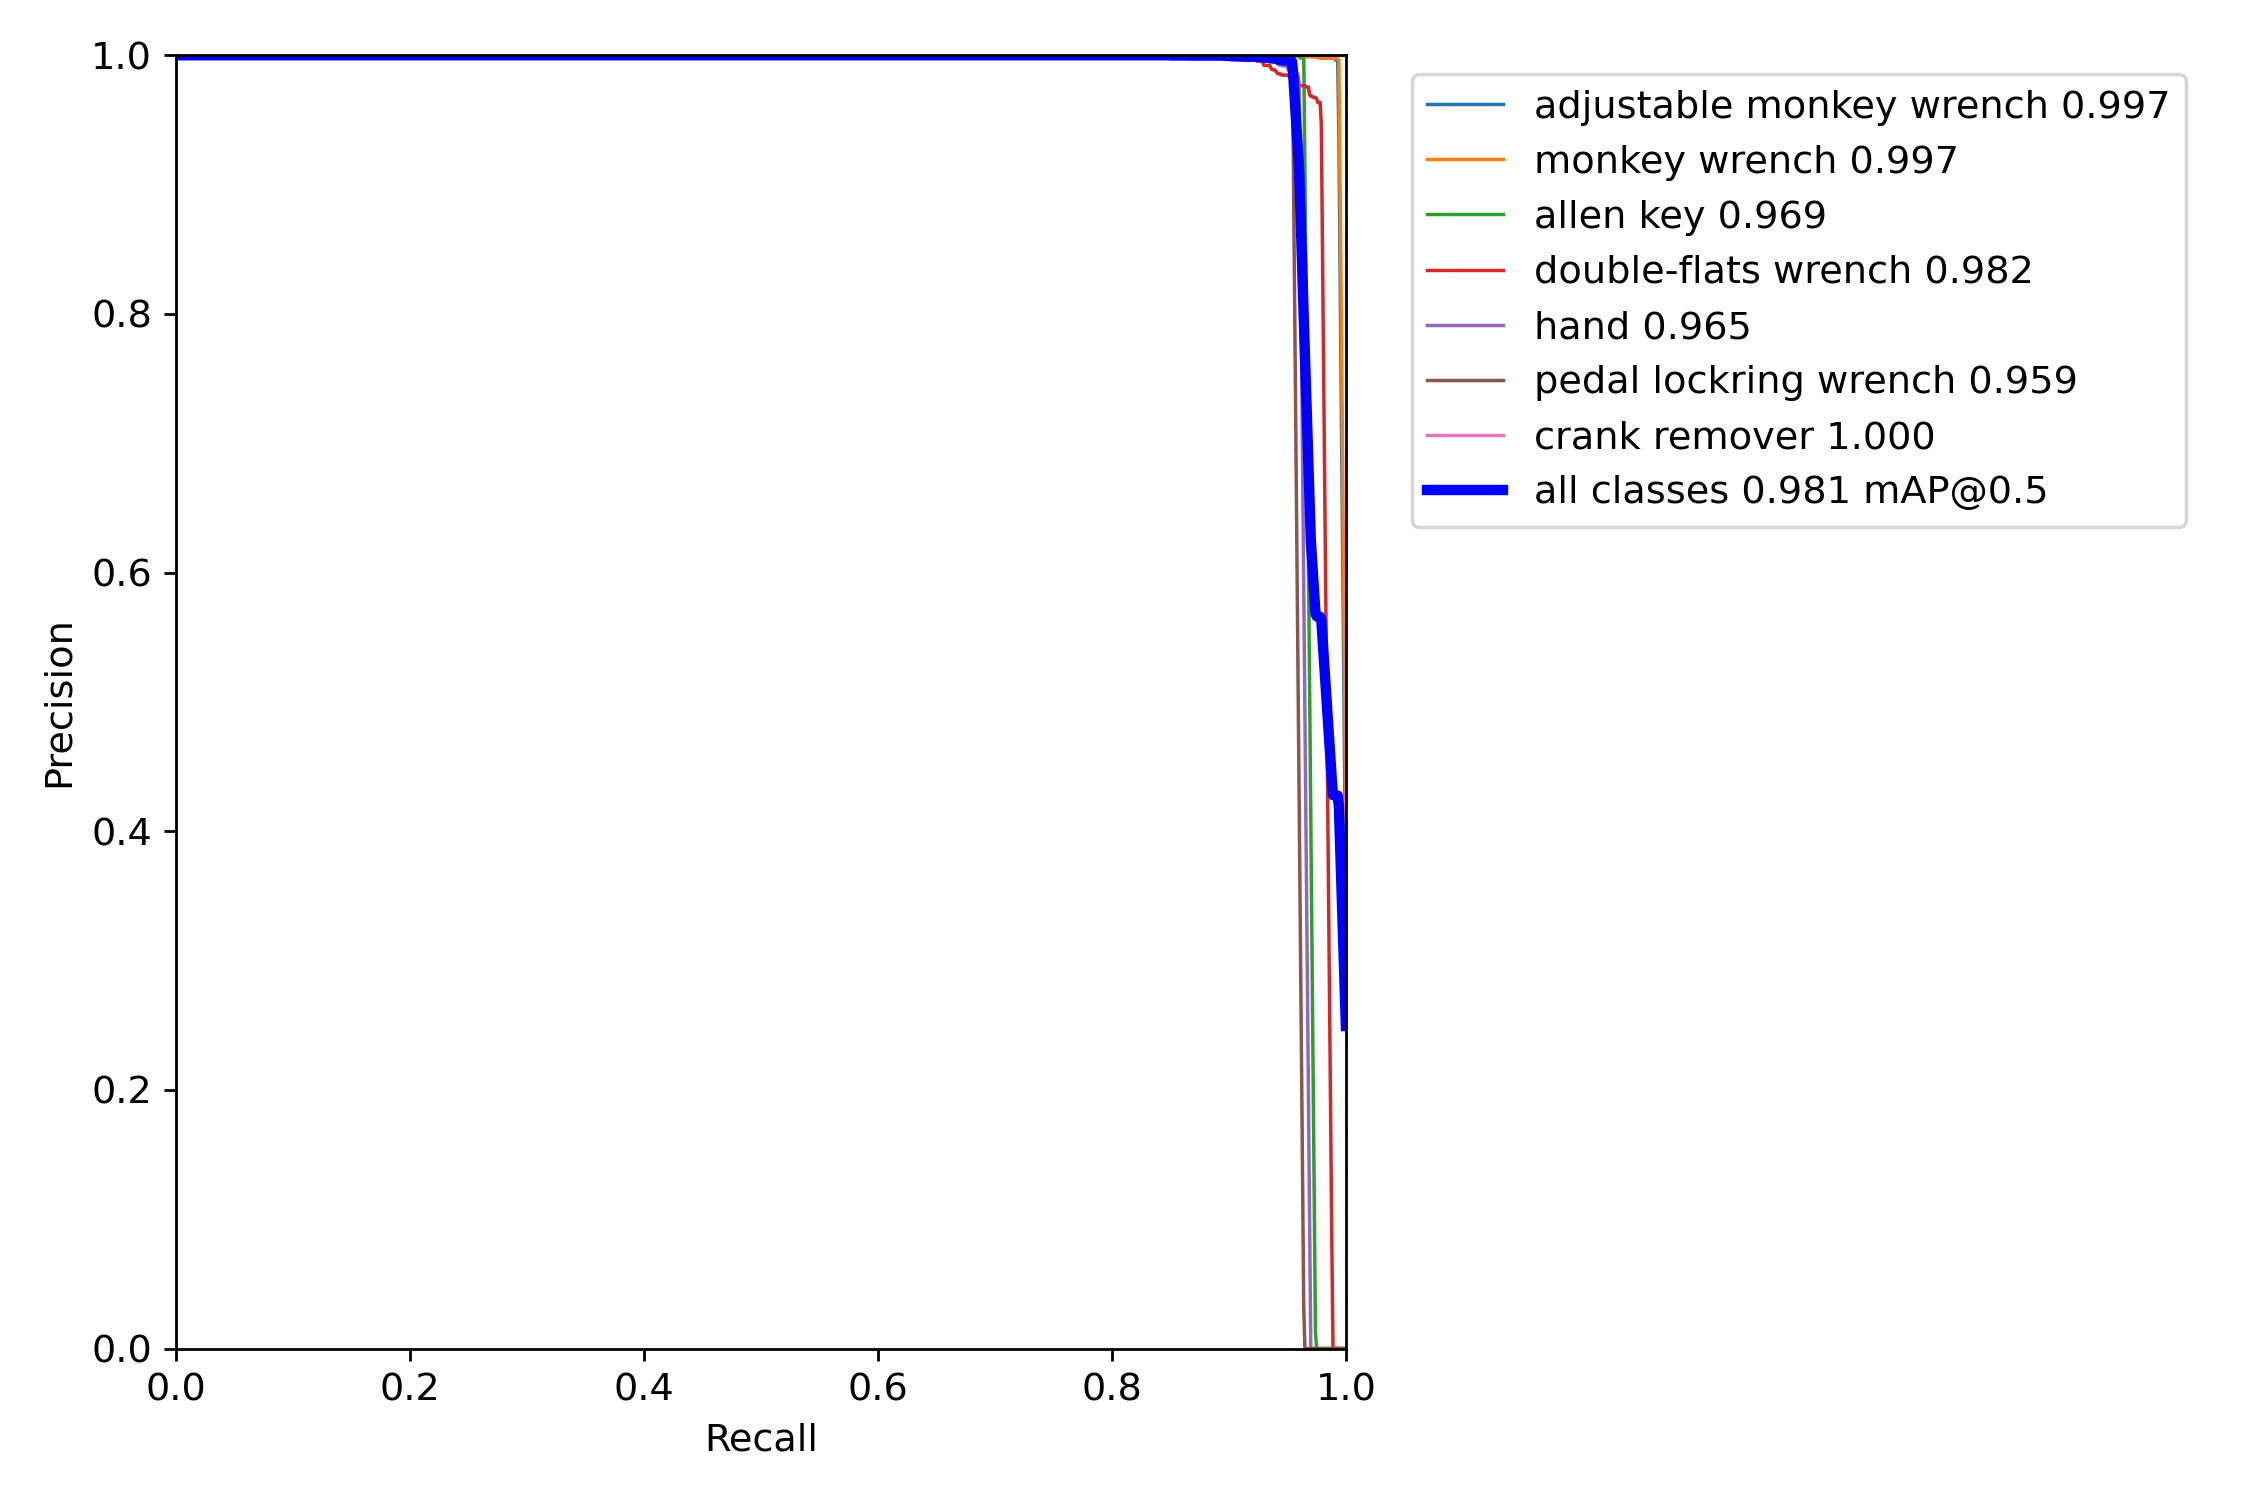 1.0
0.8
0.6
0.4
0.2
0.0
Precision
0.0 0.2 0.4 0.6 0.8 1.0
Recall
adjustable monkey wrench 0.997
monkey wrench 0.997
allen key 0.969
double-flats wrench 0.982
hand 0.965
pedal lockring wrench 0.959
crank remover 1.000
all classes 0.981 mAP@0.5